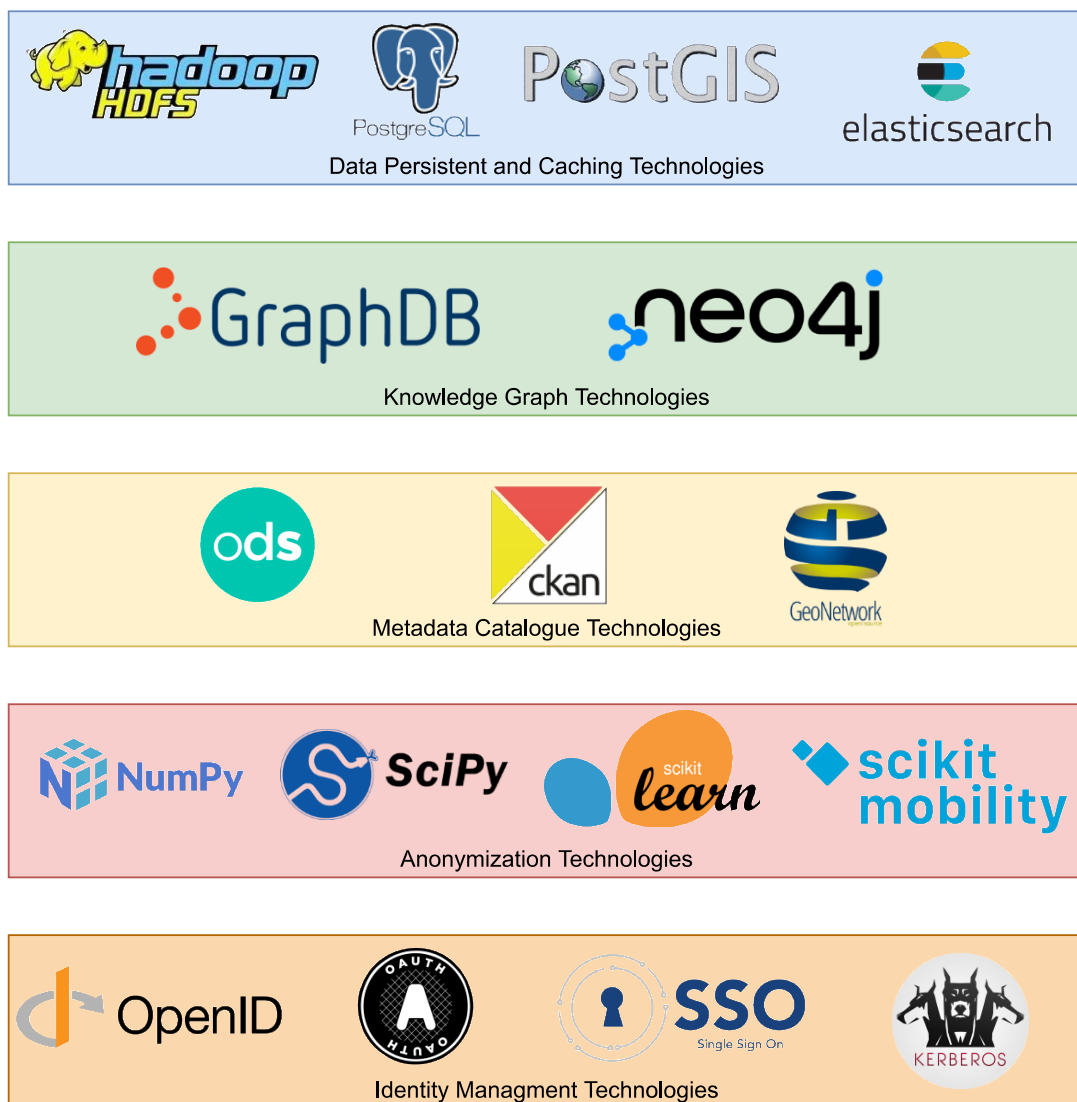 hadoop
HDFS
PostgreSQL
PostGIS
elasticsearch
Data Persistent and Caching Technologies
GraphDB
neo4j
Knowledge Graph Technologies
ods
ckan
GeoNetwork
opensource
Metadata Catalogue Technologies
N
NumPy
SciPy
scikit
learn
scikit
mobility
Anonymization Technologies
OpenID
OAUTH
A
OAUTH
SSO
Single Sign On
KERBEROS
Identity Managment Technologies